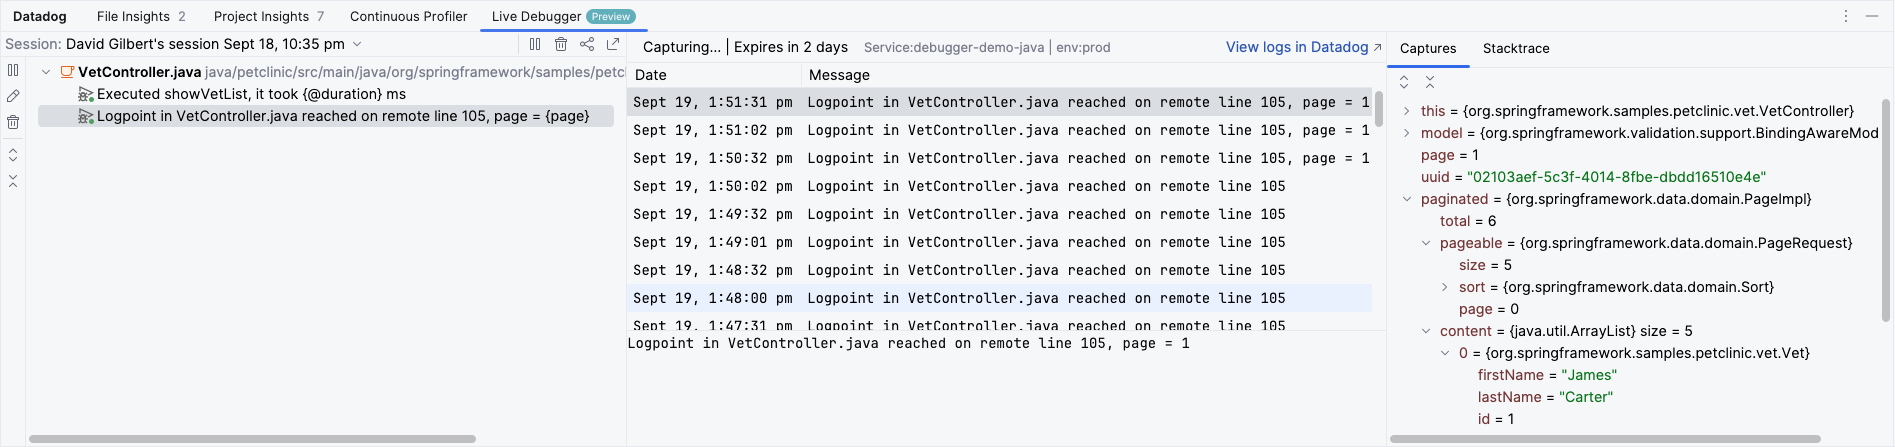 Datadog File Insights 2 Project Insights 7 Continuous Profiler Live Debugger Preview
Session: David Gilbert's session Sept 18, 10:35 pm
VetController.java java/petclinic/src/main/java/org/springframework/samples/petcl
Executed showVetList, it took {@duration} ms
Logpoint in VetController.java reached on remote line 105, page = {page}
Capturing... | Expires in 2 days Service:debugger-demo-java | env:prod View logs in Datadog
Date Message
Sept 19, 1:51:31 pm Logpoint in VetController.java reached on remote line 105, page = 1
Sept 19, 1:51:02 pm Logpoint in VetController.java reached on remote line 105, page = 1
Sept 19, 1:50:32 pm Logpoint in VetController.java reached on remote line 105, page = 1
Sept 19, 1:50:02 pm Logpoint in VetController.java reached on remote line 105
Sept 19, 1:49:32 pm Logpoint in VetController.java reached on remote line 105
Sept 19, 1:49:01 pm Logpoint in VetController.java reached on remote line 105
Sept 19, 1:48:32 pm Logpoint in VetController.java reached on remote line 105
Sept 19, 1:48:00 pm Logpoint in VetController.java reached on remote line 105
Sept 19, 1:47:31 pm Logpoint in VetController.java reached on remote line 105
Logpoint in VetController.java reached on remote line 105, page = 1
Captures Stacktrace
this = {org.springframework.samples.petclinic.vet.VetController}
model = {org.springframework.validation.support.BindingAwareMod
page = 1
uuid = "02103aef-5c3f-4014-8fbe-dbdd16510e4e"
paginated = {org.springframework.data.domain.PageImpl}
total = 6
pageable = {org.springframework.data.domain.PageRequest}
size = 5
sort = {org.springframework.data.domain.Sort}
page = 0
content = {java.util.ArrayList} size = 5
0 = {org.springframework.samples.petclinic.vet.Vet}
firstName = "James"
lastName = "Carter"
id = 1